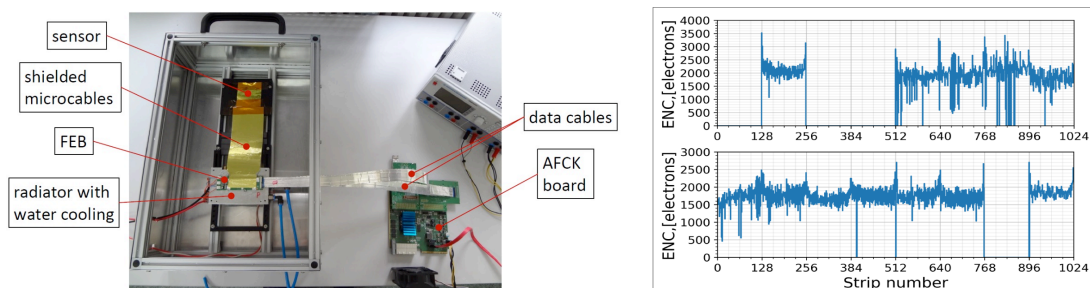 sensor
shielded
microcables
FEB
radiator with
water cooling
data cables
AFCK
board
ENC,[electrons]
4000
3500
3000
2500
2000
1500
1000
500
0
0 128 256 384 512 640 768 896 1024
ENC,[electrons]
4000
3500
3000
2500
2000
1500
1000
500
0
0 128 256 384 512 640 768 896 1024
Strip number